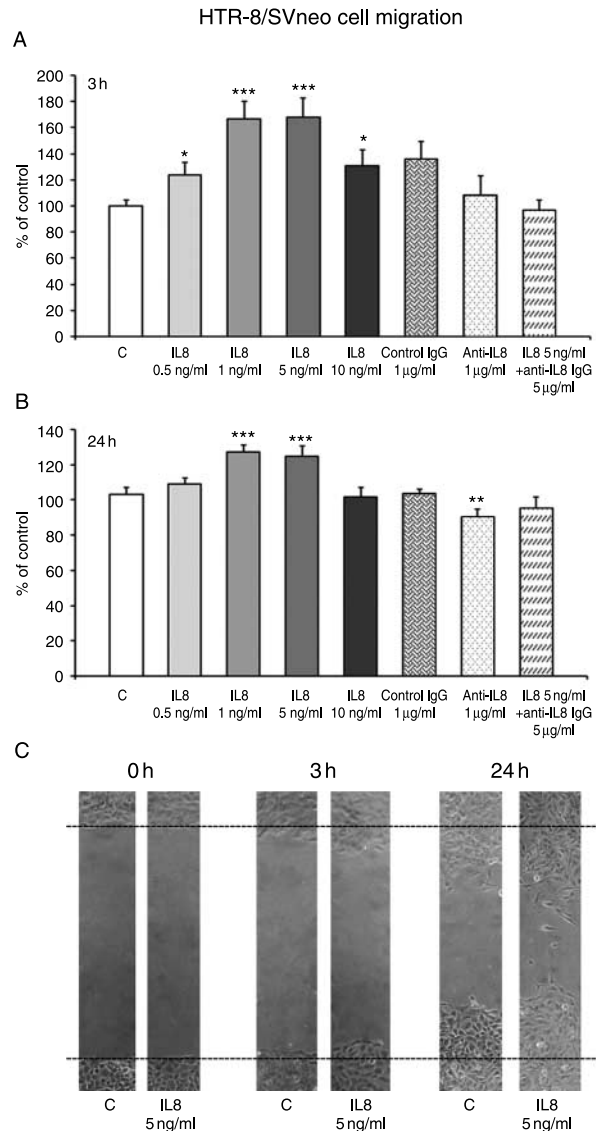 HTR-8/SVneo cell migration
A
3 h
200
180
160
140
120
100
80
60
40
20
0
% of control
*
***
***
*
C
IL8
0.5 ng/ml
IL8
1 ng/ml
IL8
5 ng/ml
IL8
10 ng/ml
Control IgG
1 µg/ml
Anti-IL8
1 µg/ml
IL8 5 ng/ml
+anti-IL8 IgG
5 µg/ml
B
24 h
140
120
100
80
60
40
20
0
% of control
***
***
**
C
IL8
0.5 ng/ml
IL8
1 ng/ml
IL8
5 ng/ml
IL8
10 ng/ml
Control IgG
1 µg/ml
Anti-IL8
1 µg/ml
IL8 5 ng/ml
+anti-IL8 IgG
5 µg/ml
C
0 h 3 h 24 h
C
IL8
5 ng/ml
C
IL8
5 ng/ml
C
IL8
5 ng/ml